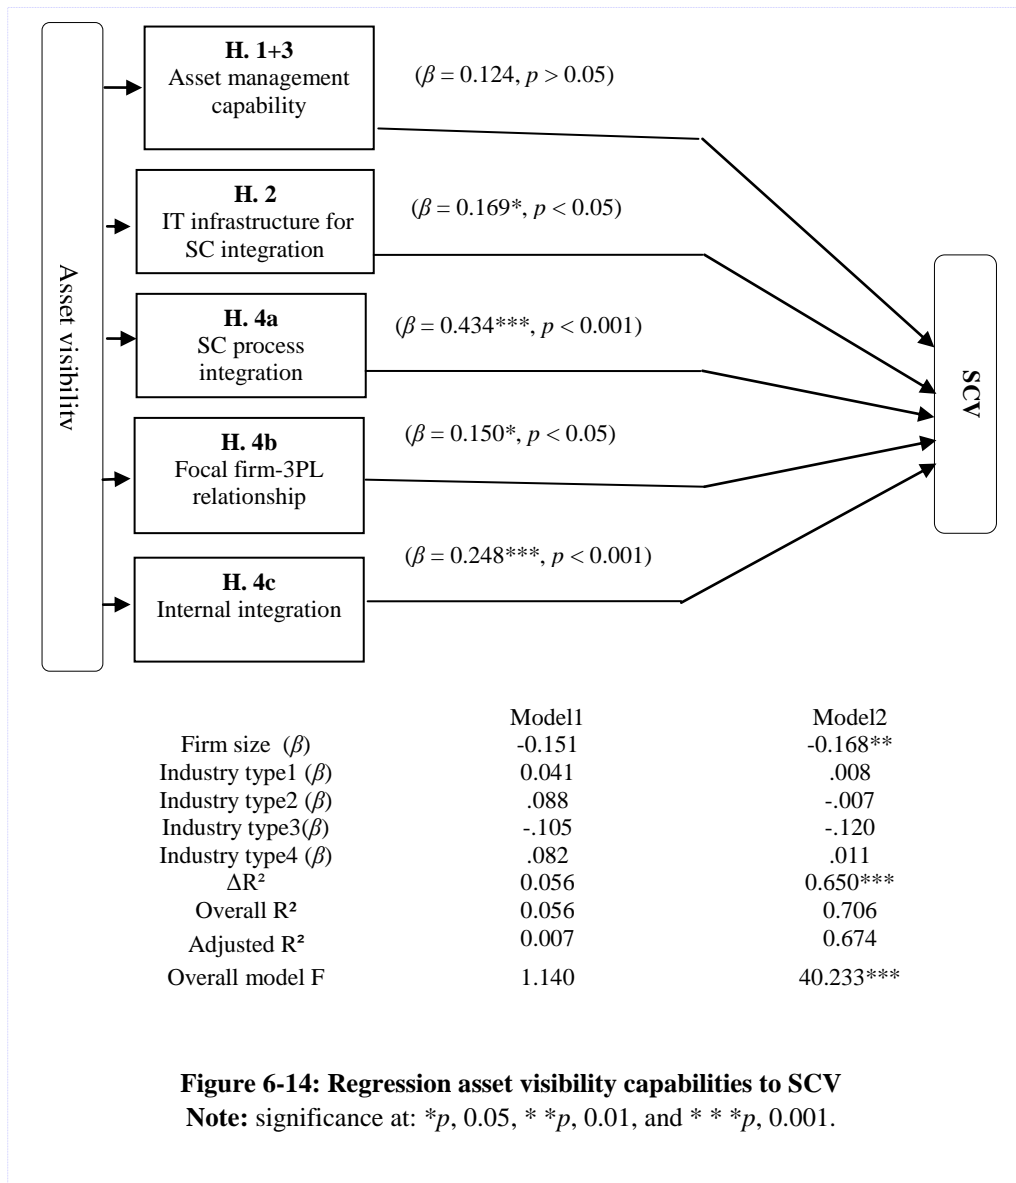 Asset visibility
H. 1+3
Asset management
capability
(β = 0.124, p > 0.05)
H. 2
IT infrastructure for
SC integration
(β = 0.169*, p < 0.05)
H. 4a
SC process
integration
(β = 0.434***, p < 0.001)
H. 4b
Focal firm-3PL
relationship
(β = 0.150*, p < 0.05)
H. 4c
Internal integration
(β = 0.248***, p < 0.001)
SCV
Model1 Model2
Firm size (β) -0.151 -0.168**
Industry type1 (β) 0.041 .008
Industry type2 (β) .088 -.007
Industry type3(β) -.105 -.120
Industry type4 (β) .082 .011
ΔR² 0.056 0.650***
Overall R² 0.056 0.706
Adjusted R² 0.007 0.674
Overall model F 1.140 40.233***
Figure 6-14: Regression asset visibility capabilities to SCV
Note: significance at: *p, 0.05, * *p, 0.01, and * * *p, 0.001.